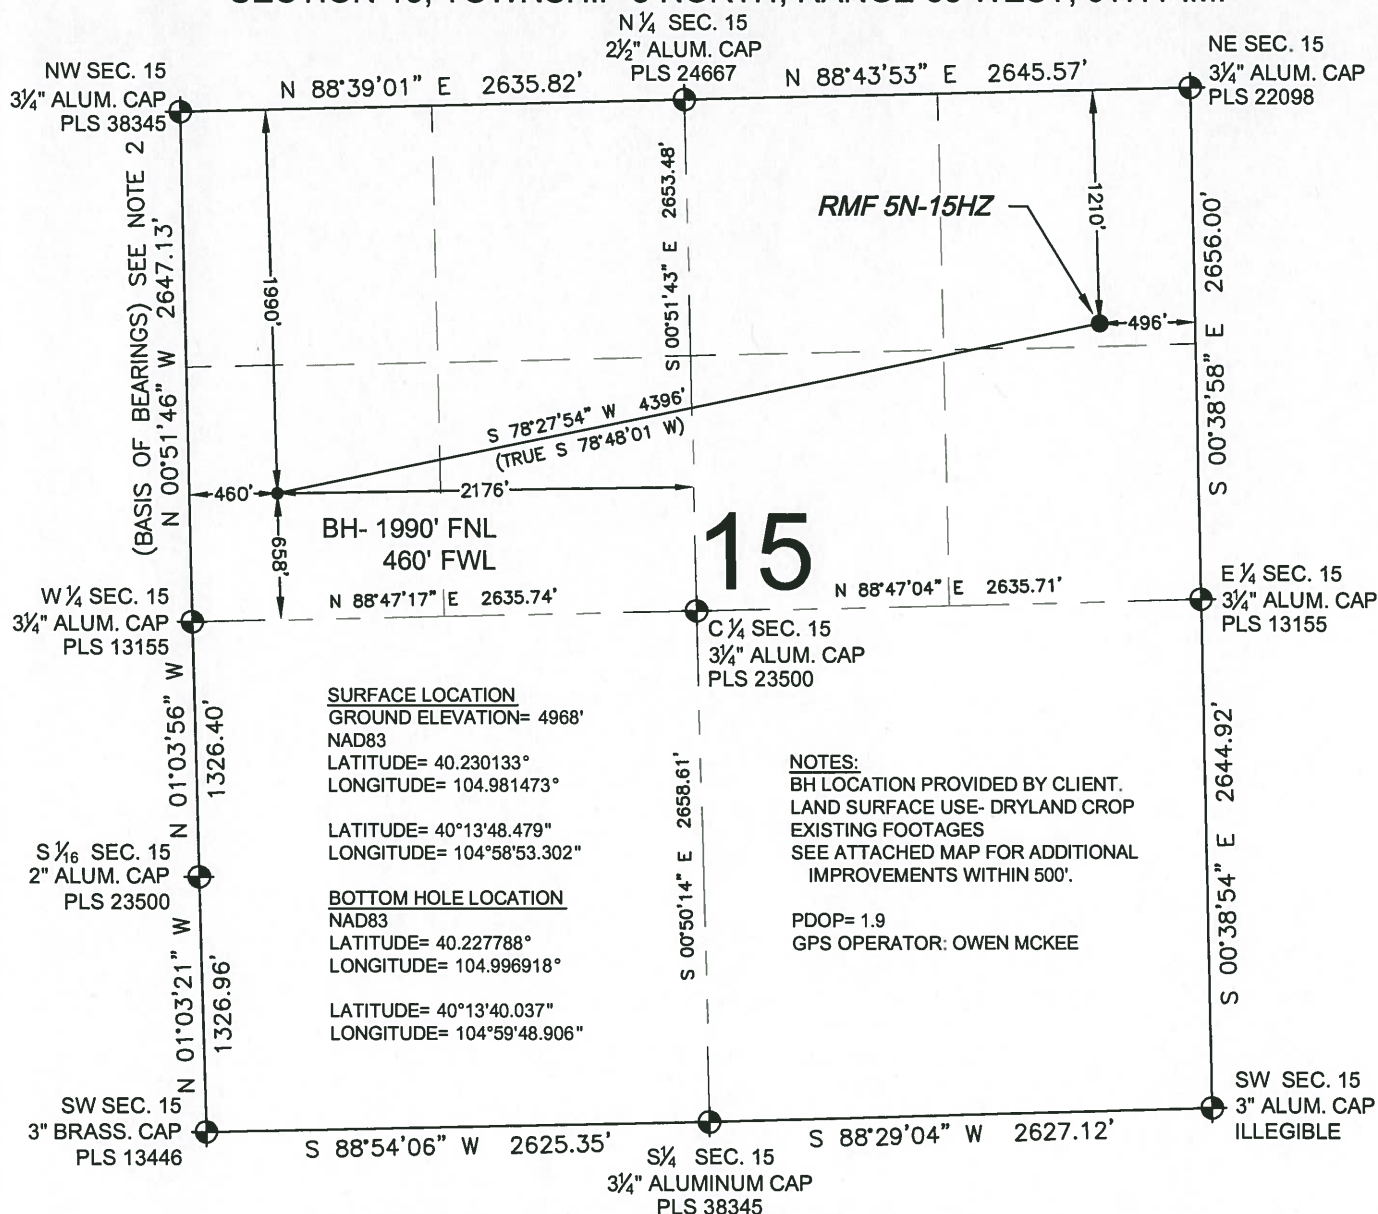 N ¼ SEC. 15
2½" ALUM. CAP
PLS 24667
NE SEC. 15
3¼" ALUM. CAP
PLS 22098
NW SEC. 15
3¼" ALUM. CAP
PLS 38345
N 88°39'01" E 2635.82'
N 88°43'53" E 2645.57'
(BASIS OF BEARINGS) SEE NOTE 2
N 00°51'46" W 2647.13'
1990'
S 00°51'43" E 2653.48'
RMF 5N-15HZ
1210'
496'
S 00°38'58" E 2656.00'
S 78°27'54" W 4396'
(TRUE S 78°48'01 W)
460'
2176'
BH- 1990' FNL
460' FWL
658'
15
W ¼ SEC. 15
3¼" ALUM. CAP
PLS 13155
N 88°47'17" E 2635.74'
N 88°47'04" E 2635.71'
E ¼ SEC. 15
3¼" ALUM. CAP
PLS 13155
C ¼ SEC. 15
3¼" ALUM. CAP
PLS 23500
N 01°03'56" W
1326.40'
SURFACE LOCATION
GROUND ELEVATION= 4968'
NAD83
LATITUDE= 40.230133°
LONGITUDE= 104.981473°
LATITUDE= 40°13'48.479"
LONGITUDE= 104°58'53.302"
BOTTOM HOLE LOCATION
NAD83
LATITUDE= 40.227788°
LONGITUDE= 104.996918°
LATITUDE= 40°13'40.037"
LONGITUDE= 104°59'48.906"
S 00°50'14" E 2658.61'
NOTES:
BH LOCATION PROVIDED BY CLIENT.
LAND SURFACE USE- DRYLAND CROP
EXISTING FOOTAGES
SEE ATTACHED MAP FOR ADDITIONAL
IMPROVEMENTS WITHIN 500'.
PDOP= 1.9
GPS OPERATOR: OWEN MCKEE
S 00°38'54" E 2644.92'
S 1⁄16 SEC. 15
2" ALUM. CAP
PLS 23500
N 01°03'21" W
1326.96'
SW SEC. 15
3" BRASS. CAP
PLS 13446
S 88°54'06" W 2625.35'
S¼ SEC. 15
3¼" ALUMINUM CAP
PLS 38345
S 88°29'04" W 2627.12'
SW SEC. 15
3" ALUM. CAP
ILLEGIBLE